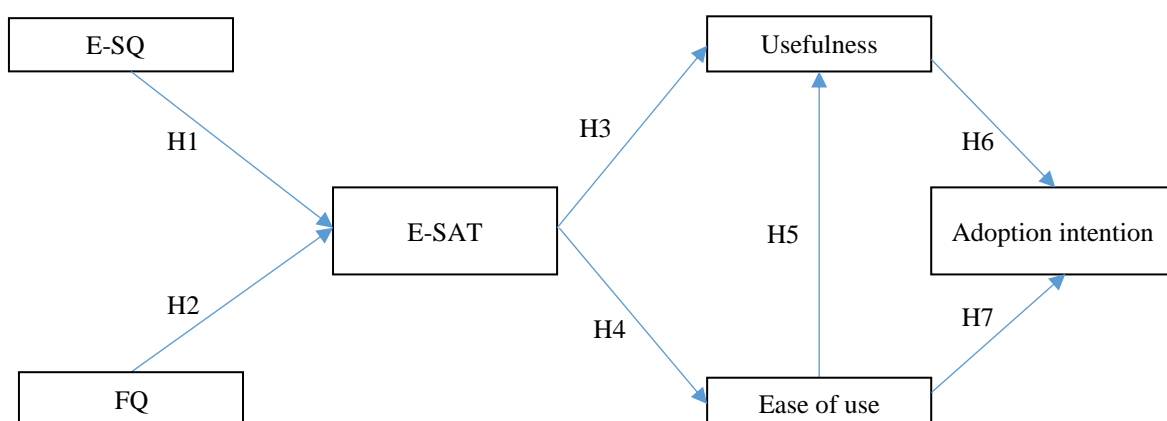 E-SQ
Usefulness
H1
H3
H6
E-SAT
H5
Adoption intention
H2
H4
H7
FQ
Ease of use